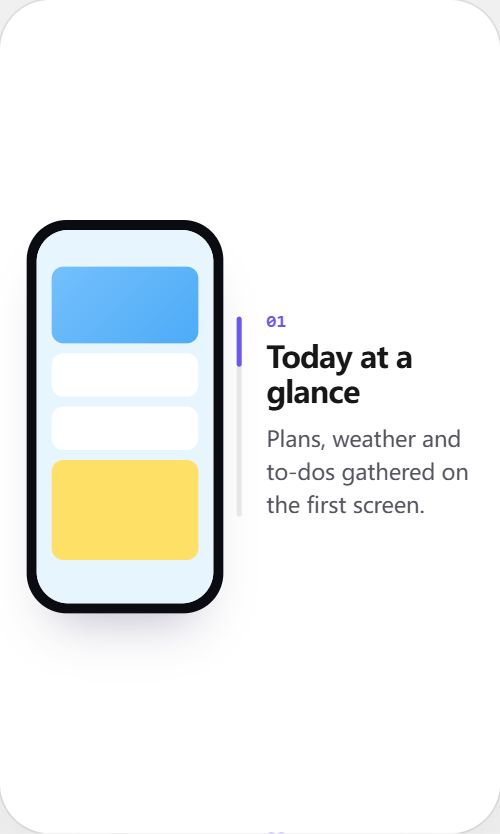 01
Today at a
glance
Plans, weather and
to-dos gathered on
the first screen.